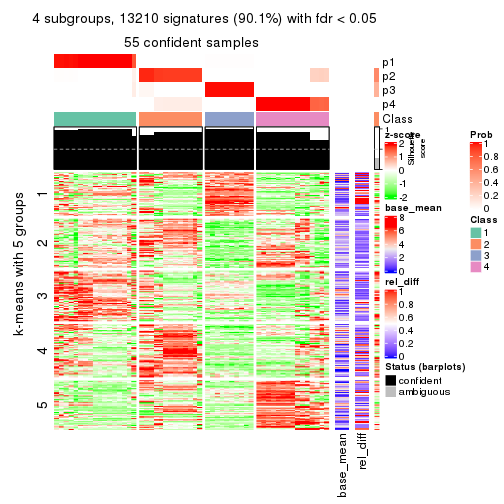 4 subgroups, 13210 signatures (90.1%) with fdr < 0.05
55 confident samples
p1
p2
p3
p4
Class
1
Silhouette
score
k-means with 5 groups
1
2
3
4
5
base_mean
rel_diff
z-score
2
1
0
-1
-2
base_mean
8
6
4
2
0
rel_diff
1
0.8
0.6
0.4
0.2
0
Status (barplots)
confident
ambiguous
Prob
1
0.8
0.6
0.4
0.2
0
Class
1
2
3
4